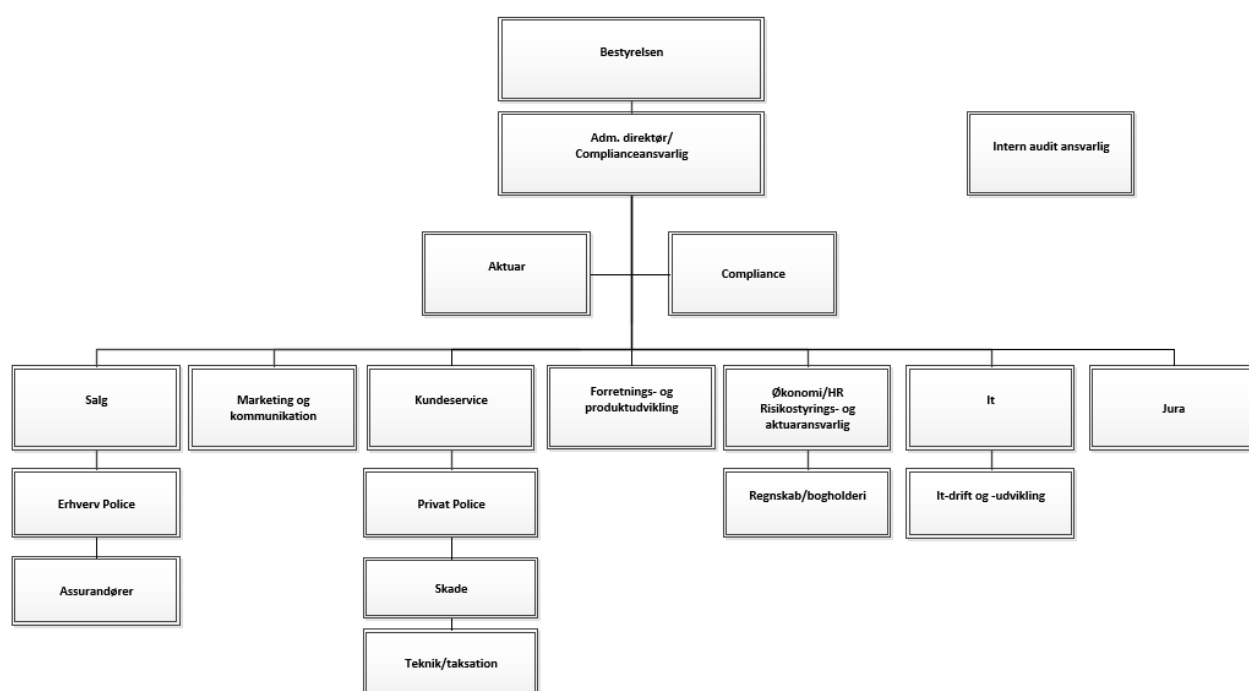 Bestyrelsen
Adm. direktør/
Complianceansvarlig
Intern audit ansvarlig
Aktuar
Compliance
Salg
Marketing og
kommunikation
Kundeservice
Forretnings- og
produktudvikling
Økonomi/HR
Risikostyrings- og
aktuaransvarlig
It
Jura
Erhverv Police
Privat Police
Regnskab/bogholderi
It-drift og -udvikling
Assurandører
Skade
Teknik/taksation